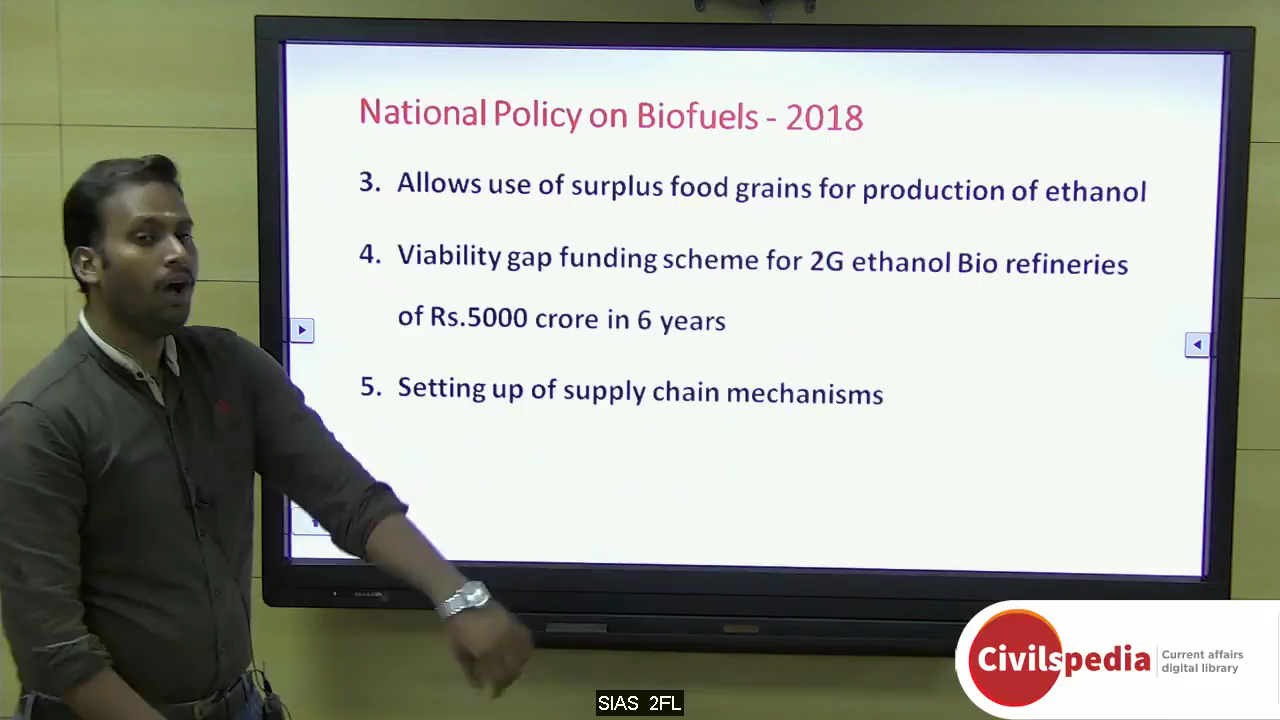 National Policy on Biofuels - 2018
3. Allows use of surplus food grains for production of ethanol
4. Viability gap funding scheme for 2G ethanol Bio refineries
of Rs.5000 crore in 6 years
5. Setting up of supply chain mechanisms
Civilspedia
Current affairs
digital library
SIAS 2FL